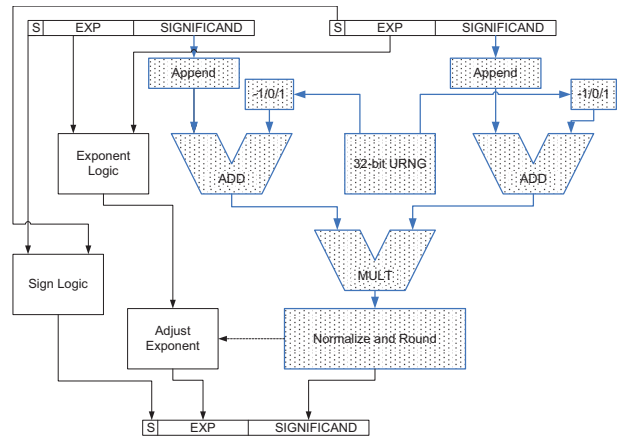 S EXP SIGNIFICAND S EXP SIGNIFICAND
Append Append
-1/0/1 -1/0/1
Exponent Logic 32-bit URNG
ADD ADD
MULT
Sign Logic
Adjust Exponent Normalize and Round
S EXP SIGNIFICAND